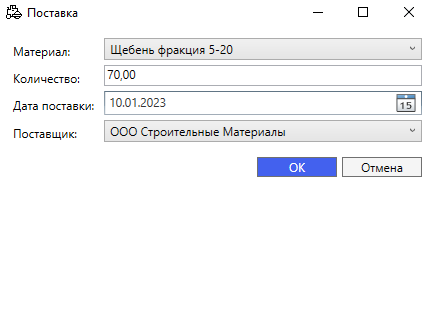 Поставка
Материал: Щебень фракция 5-20
Количество: 70,00
Дата поставки: 10.01.2023 15
Поставщик: ООО Строительные Материалы
ОК Отмена